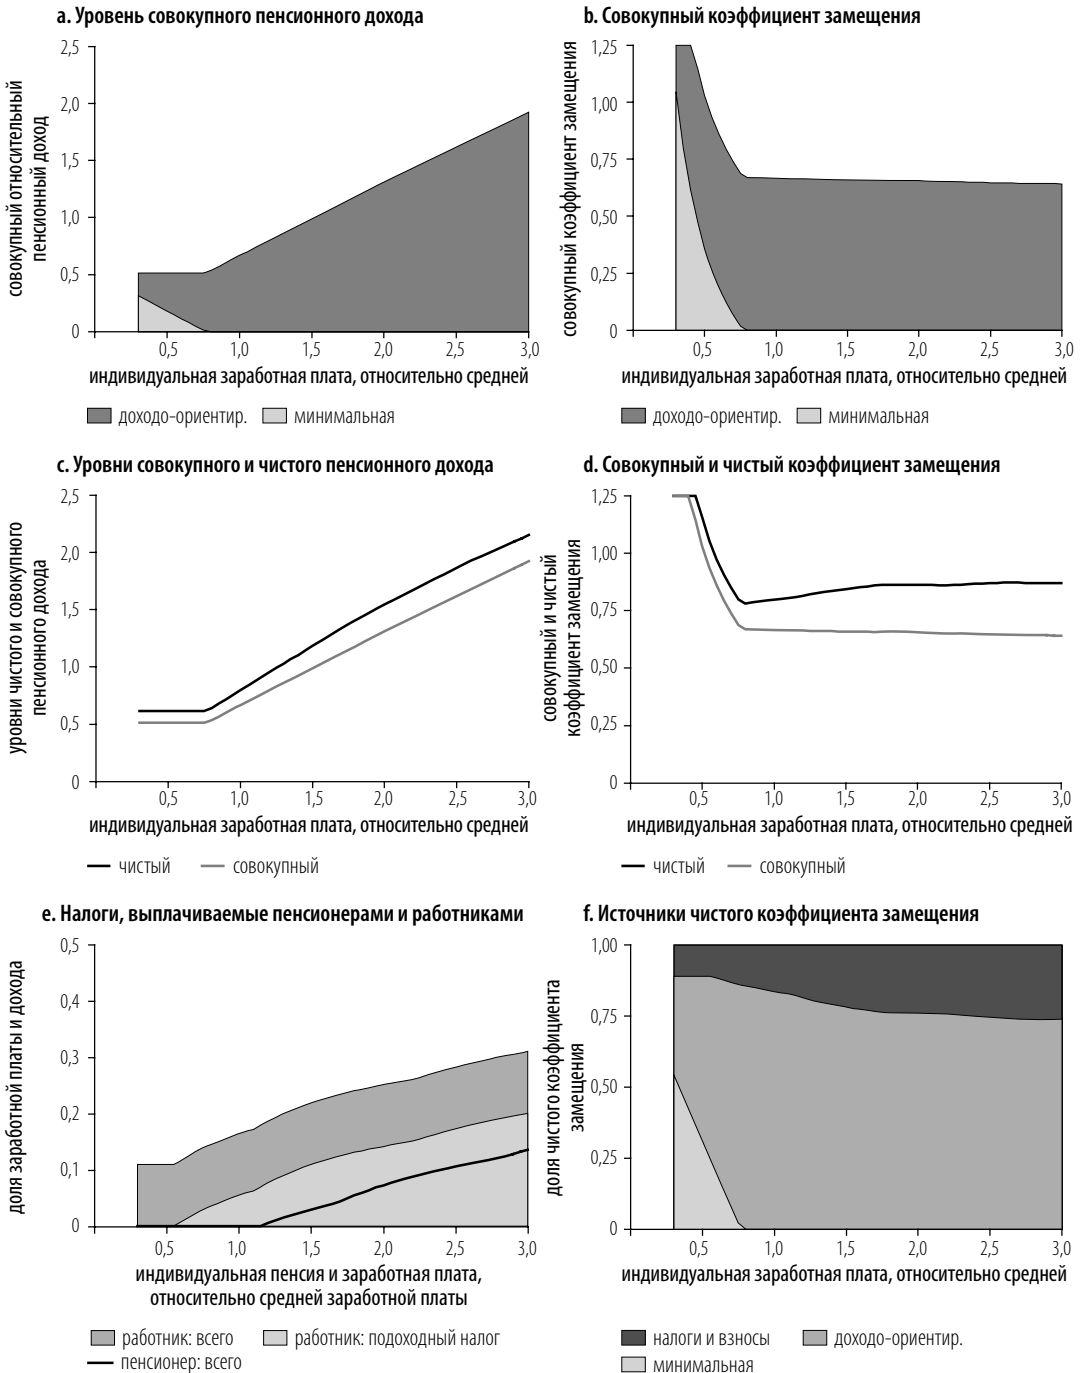 a. Уровень совокупного пенсионного дохода
совокупный относительный
пенсионный доход
2,5
2,0
1,5
1,0
0,5
0
0,5 1,0 1,5 2,0 2,5 3,0
индивидуальная заработная плата, относительно средней
доходо-ориентир. минимальная
b. Совокупный коэффициент замещения
совокупный коэффициент замещения
1,25
1,00
0,75
0,50
0,25
0
0,5 1,0 1,5 2,0 2,5 3,0
индивидуальная заработная плата, относительно средней
доходо-ориентир. минимальная
c. Уровни совокупного и чистого пенсионного дохода
уровни чистого и совокупного
пенсионного дохода
2,5
2,0
1,5
1,0
0,5
0
0,5 1,0 1,5 2,0 2,5 3,0
индивидуальная заработная плата, относительно средней
чистый совокупный
d. Совокупный и чистый коэффициент замещения
совокупный и чистый
коэффициент замещения
1,25
1,00
0,75
0,50
0,25
0
0,5 1,0 1,5 2,0 2,5 3,0
индивидуальная заработная плата, относительно средней
чистый совокупный
e. Налоги, выплачиваемые пенсионерами и работниками
доля заработной платы и дохода
0,5
0,4
0,3
0,2
0,1
0
0,5 1,0 1,5 2,0 2,5 3,0
индивидуальная пенсия и заработная плата,
относительно средней заработной платы
работник: всего работник: подоходный налог
пенсионер: всего
f. Источники чистого коэффициента замещения
доля чистого коэффициента
замещения
1,00
0,75
0,50
0,25
0
0,5 1,0 1,5 2,0 2,5 3,0
индивидуальная заработная плата, относительно средней
налоги и взносы доходо-ориентир.
минимальная